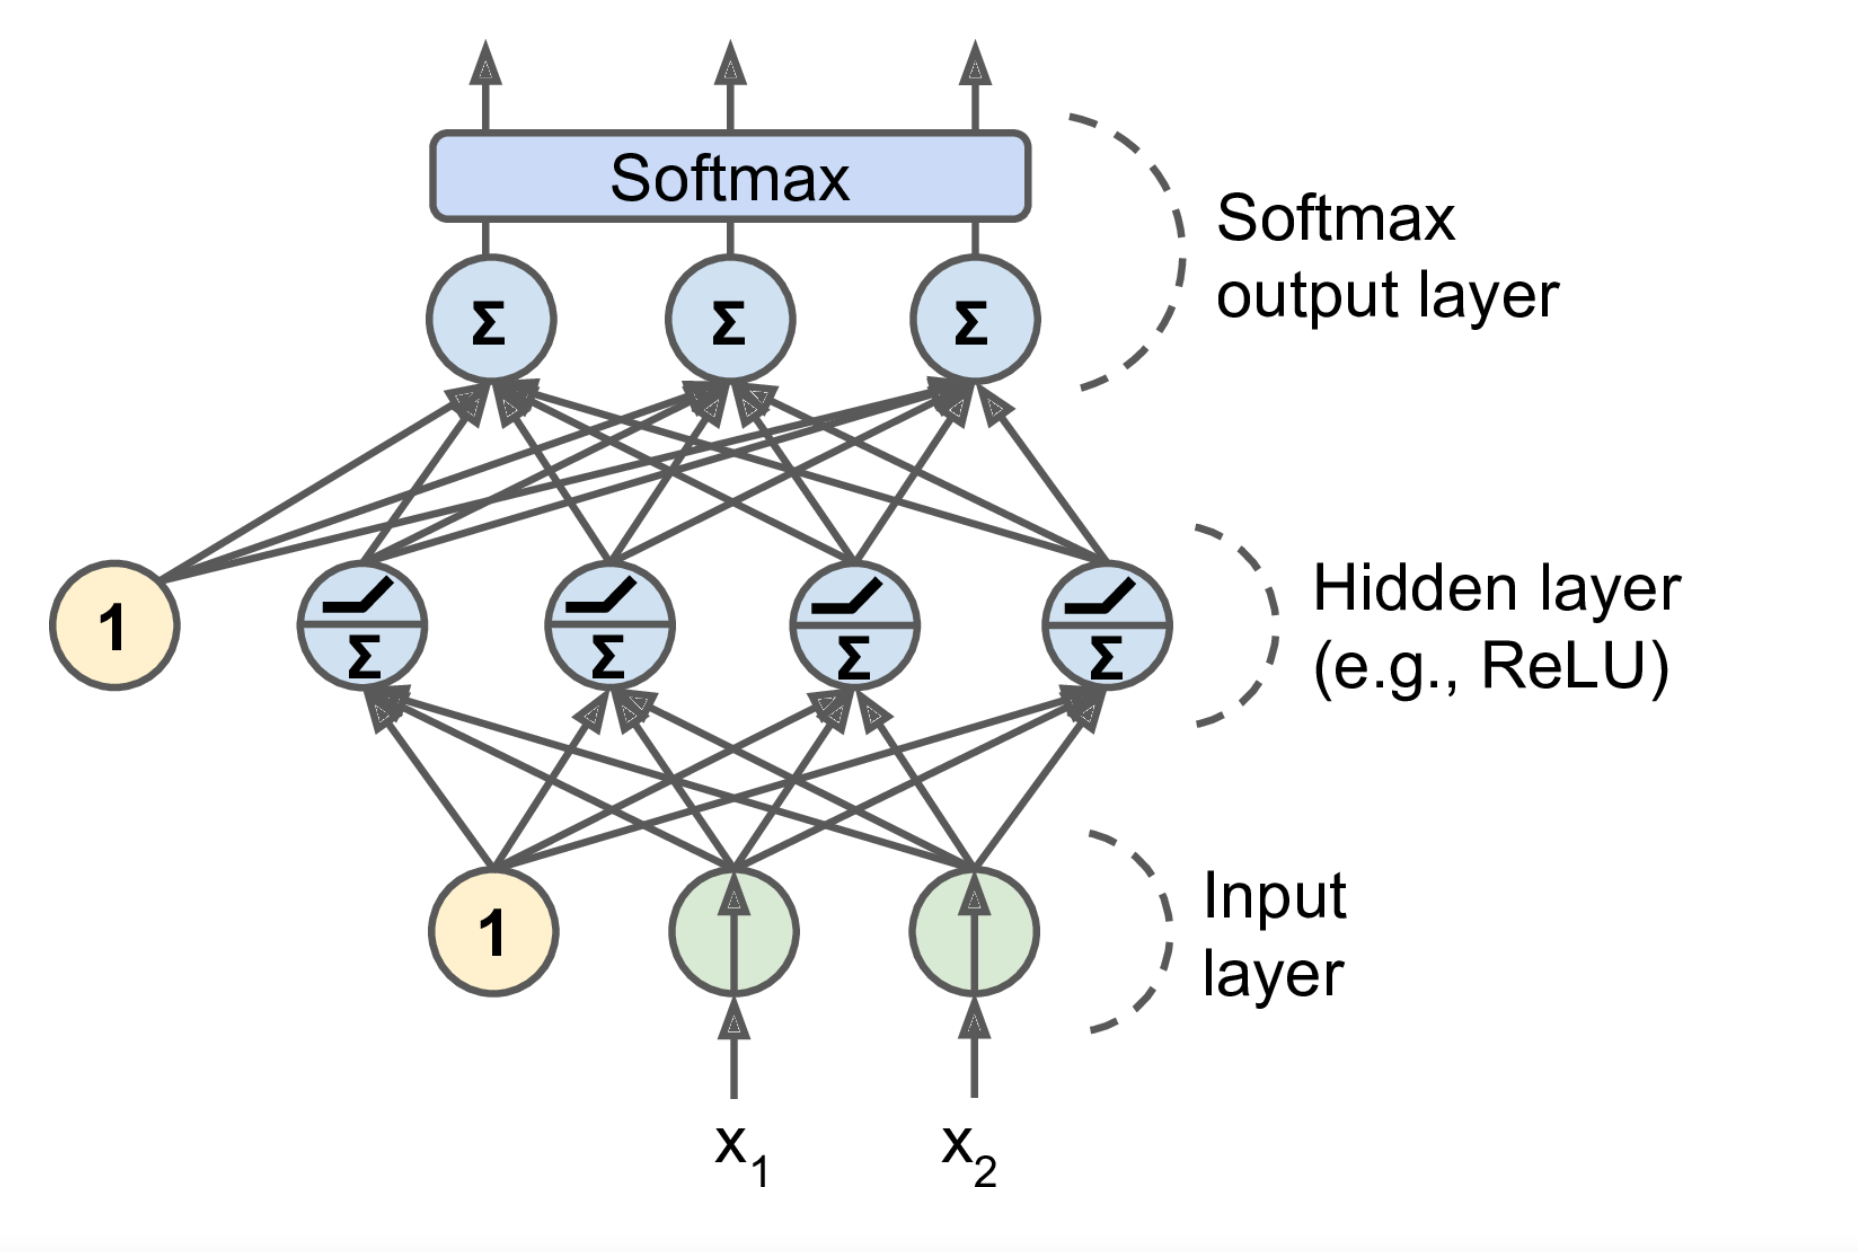 Softmax
Softmax
output layer
Σ Σ Σ
1
Σ Σ Σ Σ
Hidden layer
(e.g., ReLU)
1
Input
layer
x1 x2